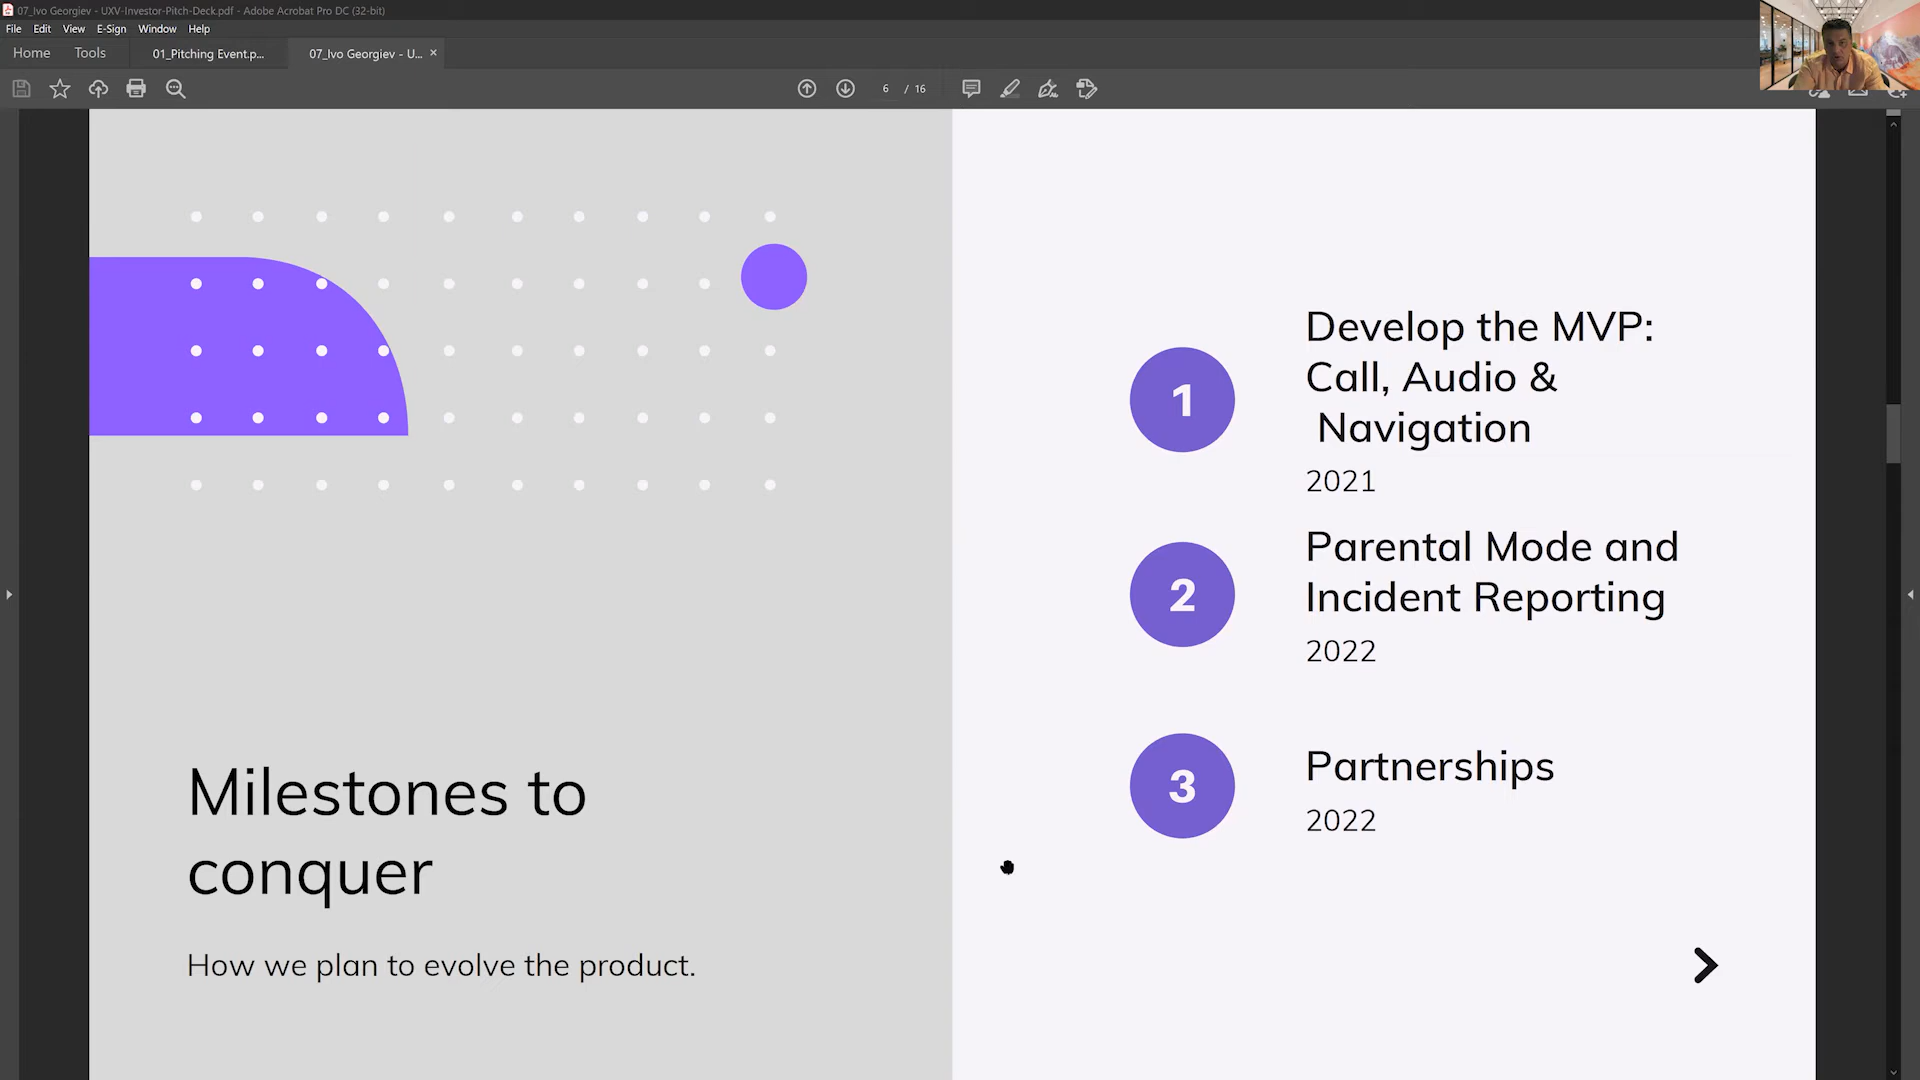 07_Ivo Georgiev - UXV-Investor-Pitch-Deck.pdf - Adobe Acrobat Pro DC (32-bit)
File Edit View E-Sign Window Help
Home Tools 01_Pitching Event.p... 07_Ivo Georgiev - U... ×
6 / 16
1
Develop the MVP:
Call, Audio &
Navigation
2021
2
Parental Mode and
Incident Reporting
2022
3
Partnerships
2022
Milestones to
conquer
How we plan to evolve the product.